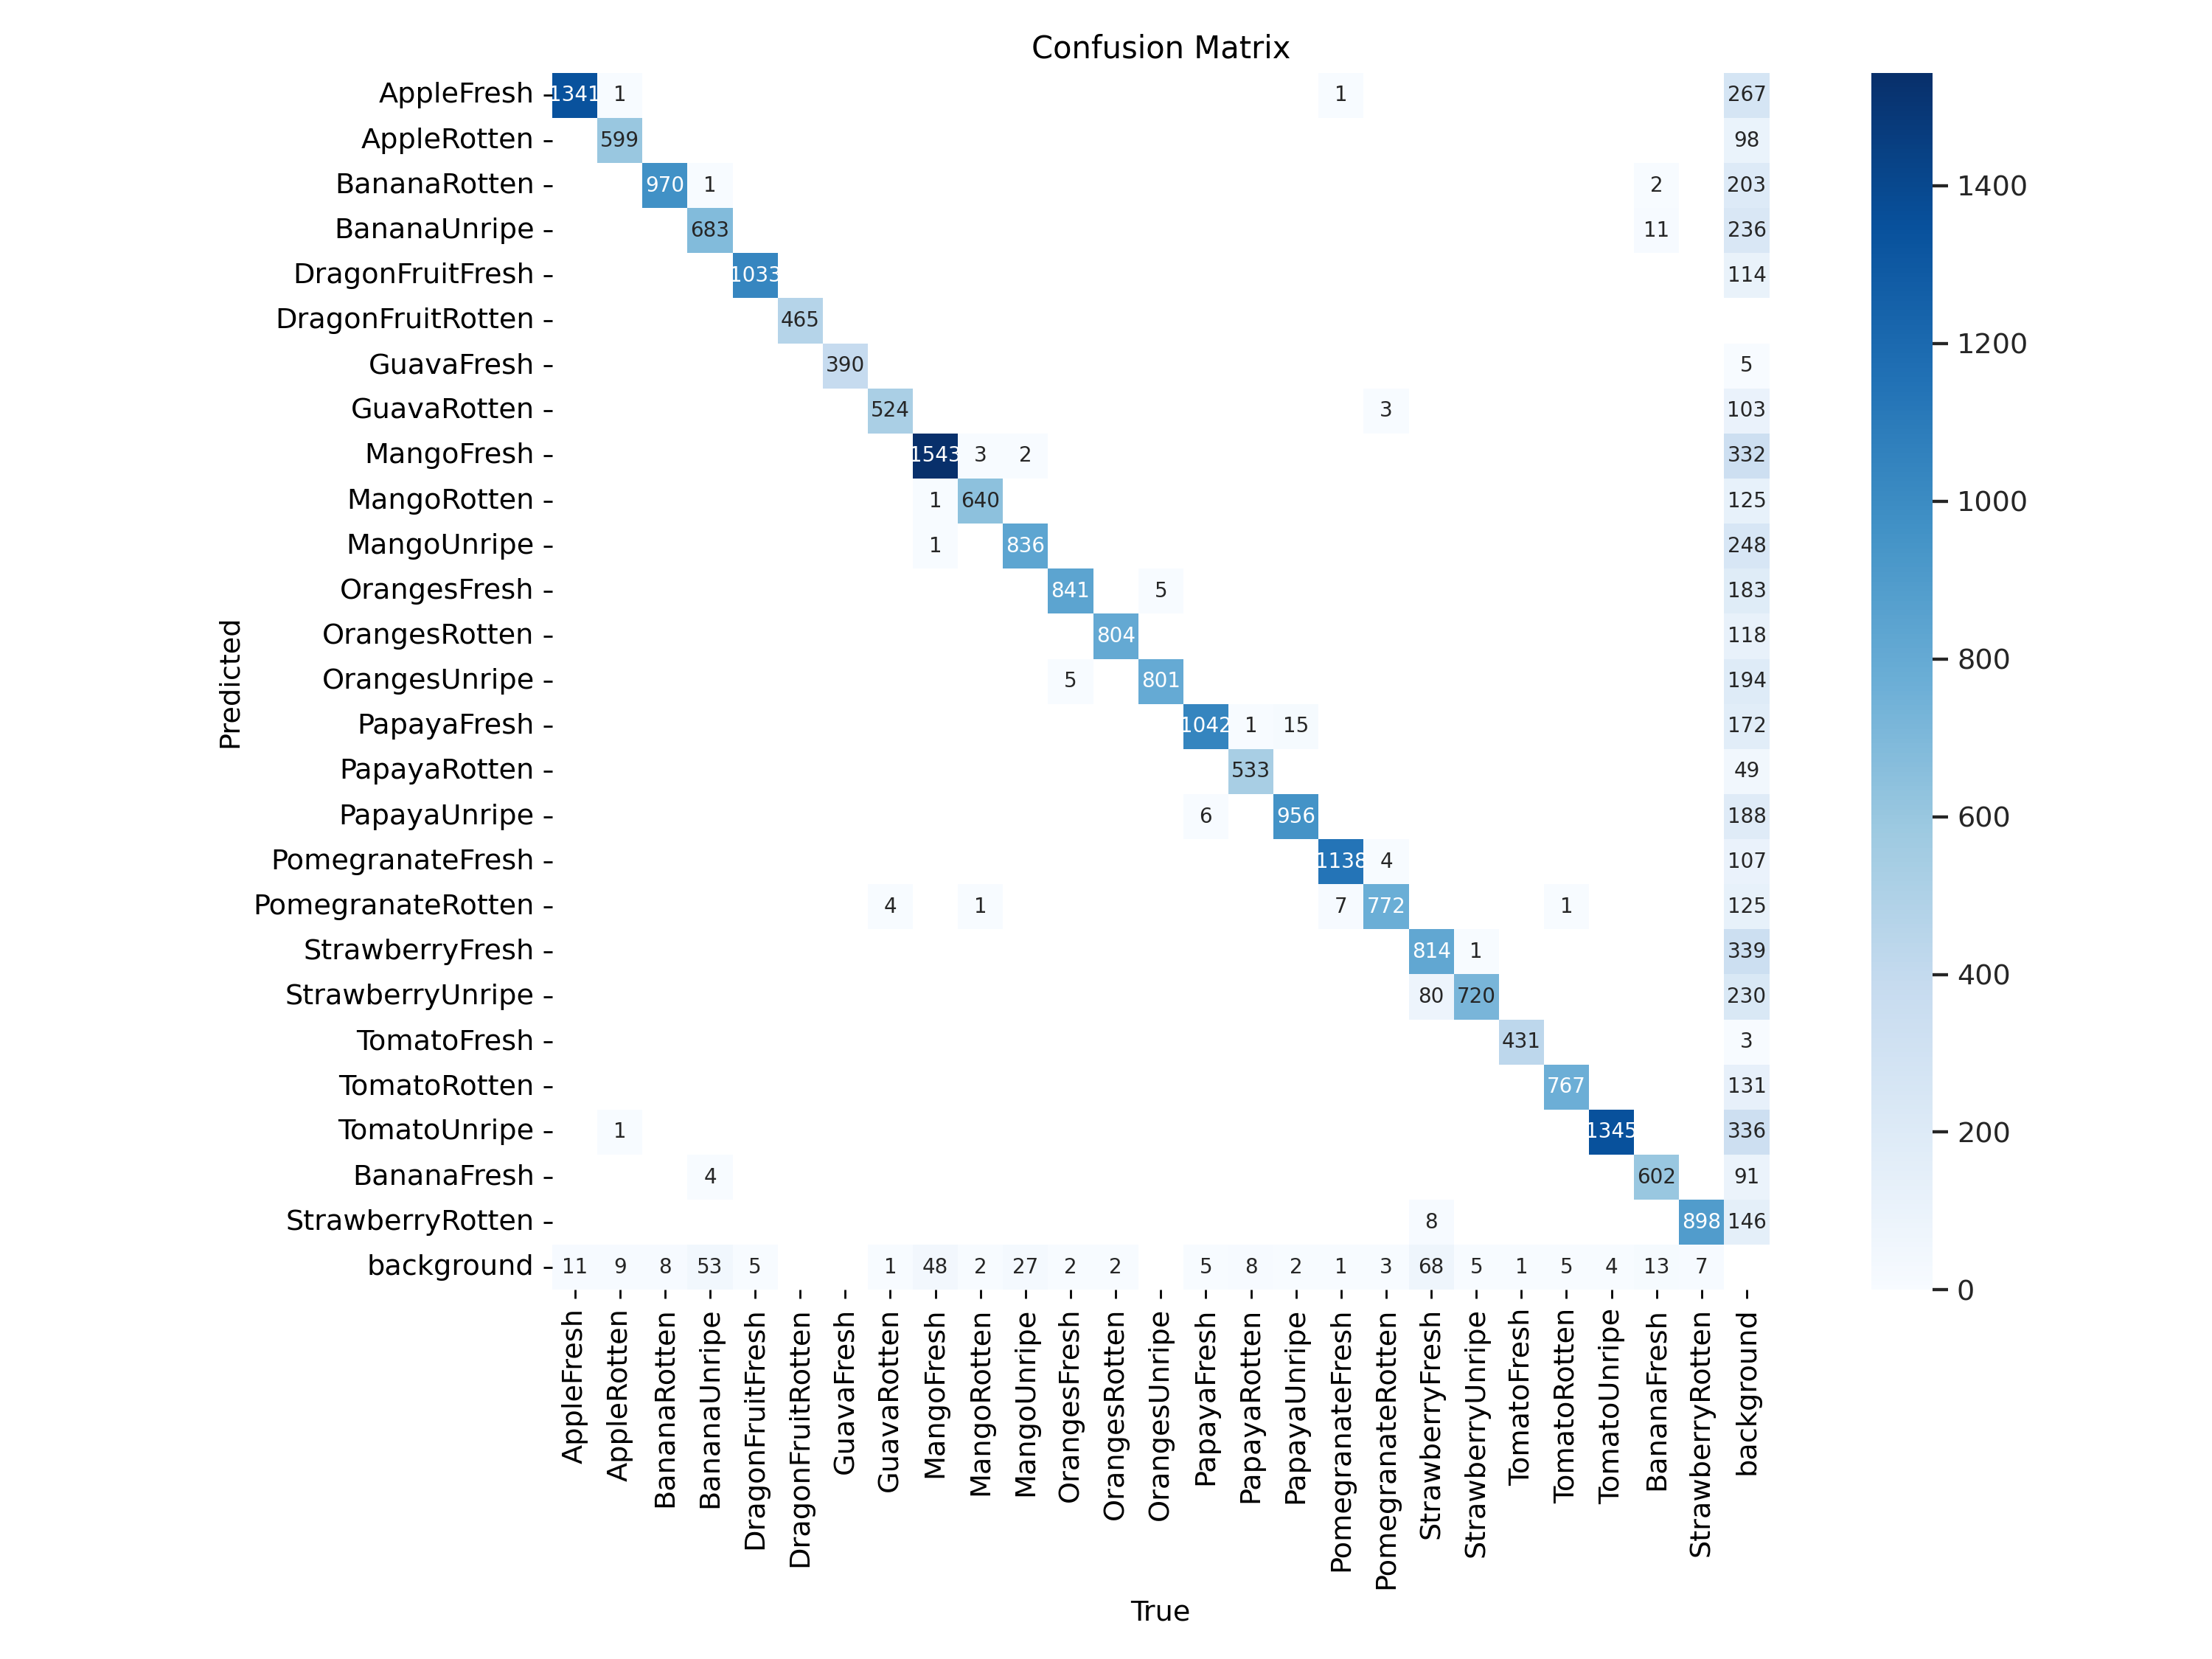 Confusion Matrix
AppleFresh 1341 1 1 267
AppleRotten 599 98
BananaRotten 970 1 2 203
BananaUnripe 683 11 236
DragonFruitFresh 1033 114
DragonFruitRotten 465
GuavaFresh 390 5
GuavaRotten 524 3 103
MangoFresh 1543 3 2 332
MangoRotten 1 640 125
MangoUnripe 1 836 248
OrangesFresh 841 5 183
OrangesRotten 804 118
OrangesUnripe 5 801 194
PapayaFresh 1042 1 15 172
PapayaRotten 533 49
PapayaUnripe 6 956 188
PomegranateFresh 1138 4 107
PomegranateRotten 4 1 7 772 1 125
StrawberryFresh 814 1 339
StrawberryUnripe 80 720 230
TomatoFresh 431 3
TomatoRotten 767 131
TomatoUnripe 1 1345 336
BananaFresh 4 602 91
StrawberryRotten 8 898 146
background 11 9 8 53 5 1 48 2 27 2 2 5 8 2 1 3 68 5 1 5 4 13 7
Predicted
AppleFresh
AppleRotten
BananaRotten
BananaUnripe
DragonFruitFresh
DragonFruitRotten
GuavaFresh
GuavaRotten
MangoFresh
MangoRotten
MangoUnripe
OrangesFresh
OrangesRotten
OrangesUnripe
PapayaFresh
PapayaRotten
PapayaUnripe
PomegranateFresh
PomegranateRotten
StrawberryFresh
StrawberryUnripe
TomatoFresh
TomatoRotten
TomatoUnripe
BananaFresh
StrawberryRotten
background
True
1400
1200
1000
800
600
400
200
0